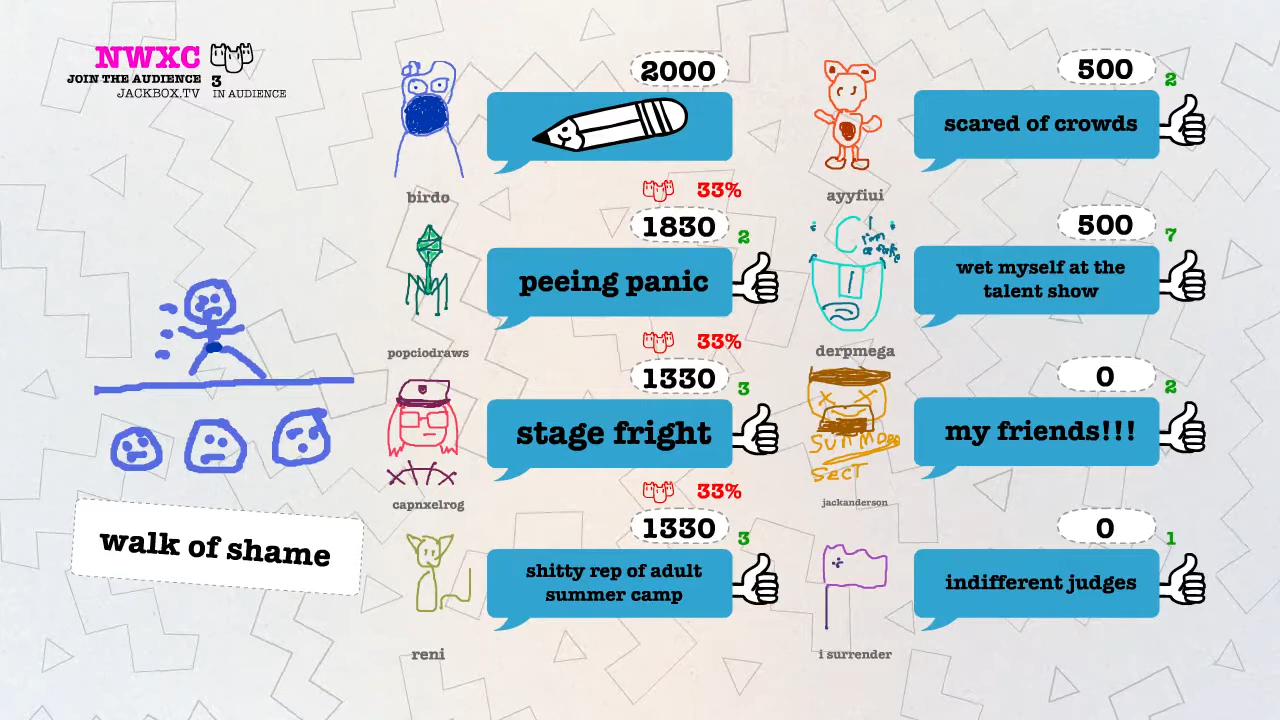 NWXC
JOIN THE AUDIENCE
JACKBOX.TV
3
IN AUDIENCE
walk of shame
2000
birdo
33%
1830
2
peeing panic
popciodraws
33%
1330
3
stage fright
capnxelrog
33%
1330
3
shitty rep of adult
summer camp
reni
500
2
scared of crowds
ayyfiui
I'm
a
500
7
wet myself at the
talent show
derpmega
0
2
my friends!!!
SECT
jackanderson
0
1
indifferent judges
i surrender